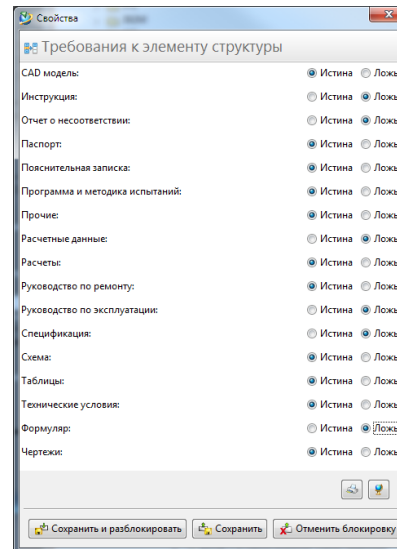 Свойства
Требования к элементу структуры
CAD модель: Истина Ложь
Инструкция: Истина Ложь
Отчет о несоответствии: Истина Ложь
Паспорт: Истина Ложь
Пояснительная записка: Истина Ложь
Программа и методика испытаний: Истина Ложь
Прочие: Истина Ложь
Расчетные данные: Истина Ложь
Расчеты: Истина Ложь
Руководство по ремонту: Истина Ложь
Руководство по эксплуатации: Истина Ложь
Спецификация: Истина Ложь
Схема: Истина Ложь
Таблицы: Истина Ложь
Технические условия: Истина Ложь
Формуляр: Истина Ложь
Чертежи: Истина Ложь
Сохранить и разблокировать Сохранить Отменить блокировку